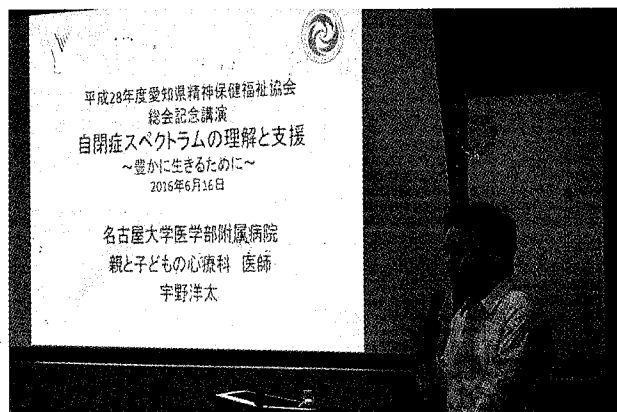 平成28年度愛知県精神保健福祉協会
総会記念講演
自閉症スペクトラムの理解と支援
～豊かに生きるために～
2016年6月16日
名古屋大学医学部附属病院
親と子どもの心療科 医師
宇野洋太